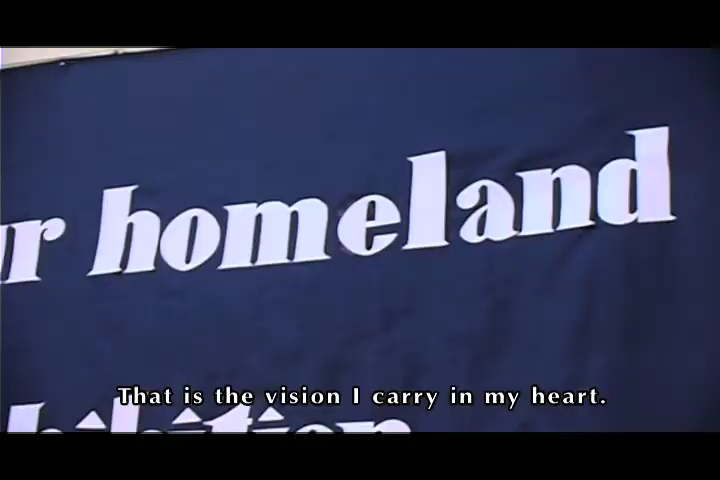 homeland
That is the vision I carry in my heart.